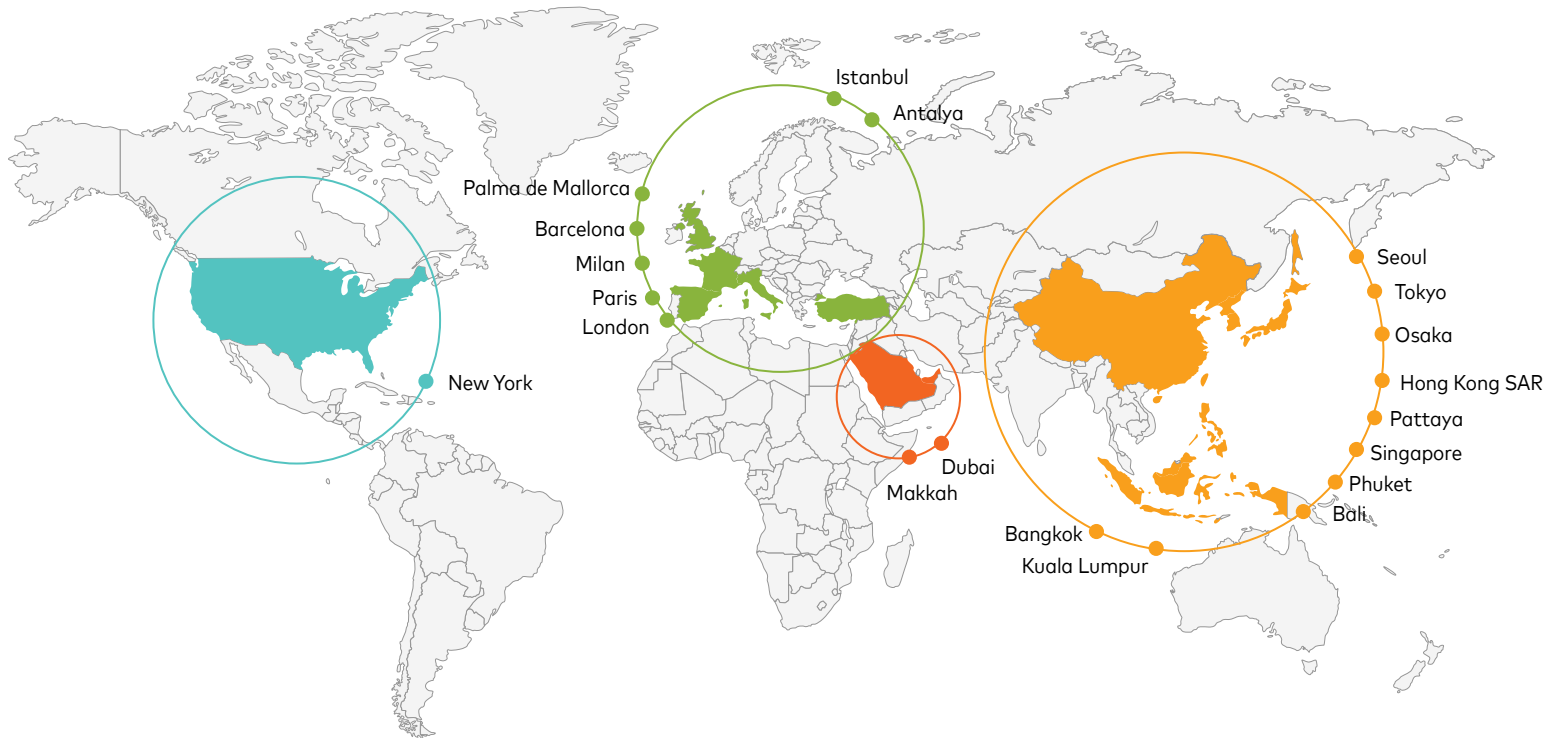 Istanbul
Antalya
Palma de Mallorca
Barcelona
Milan
Paris
London
New York
Dubai
Makkah
Seoul
Tokyo
Osaka
Hong Kong SAR
Pattaya
Singapore
Phuket
Bali
Bangkok
Kuala Lumpur